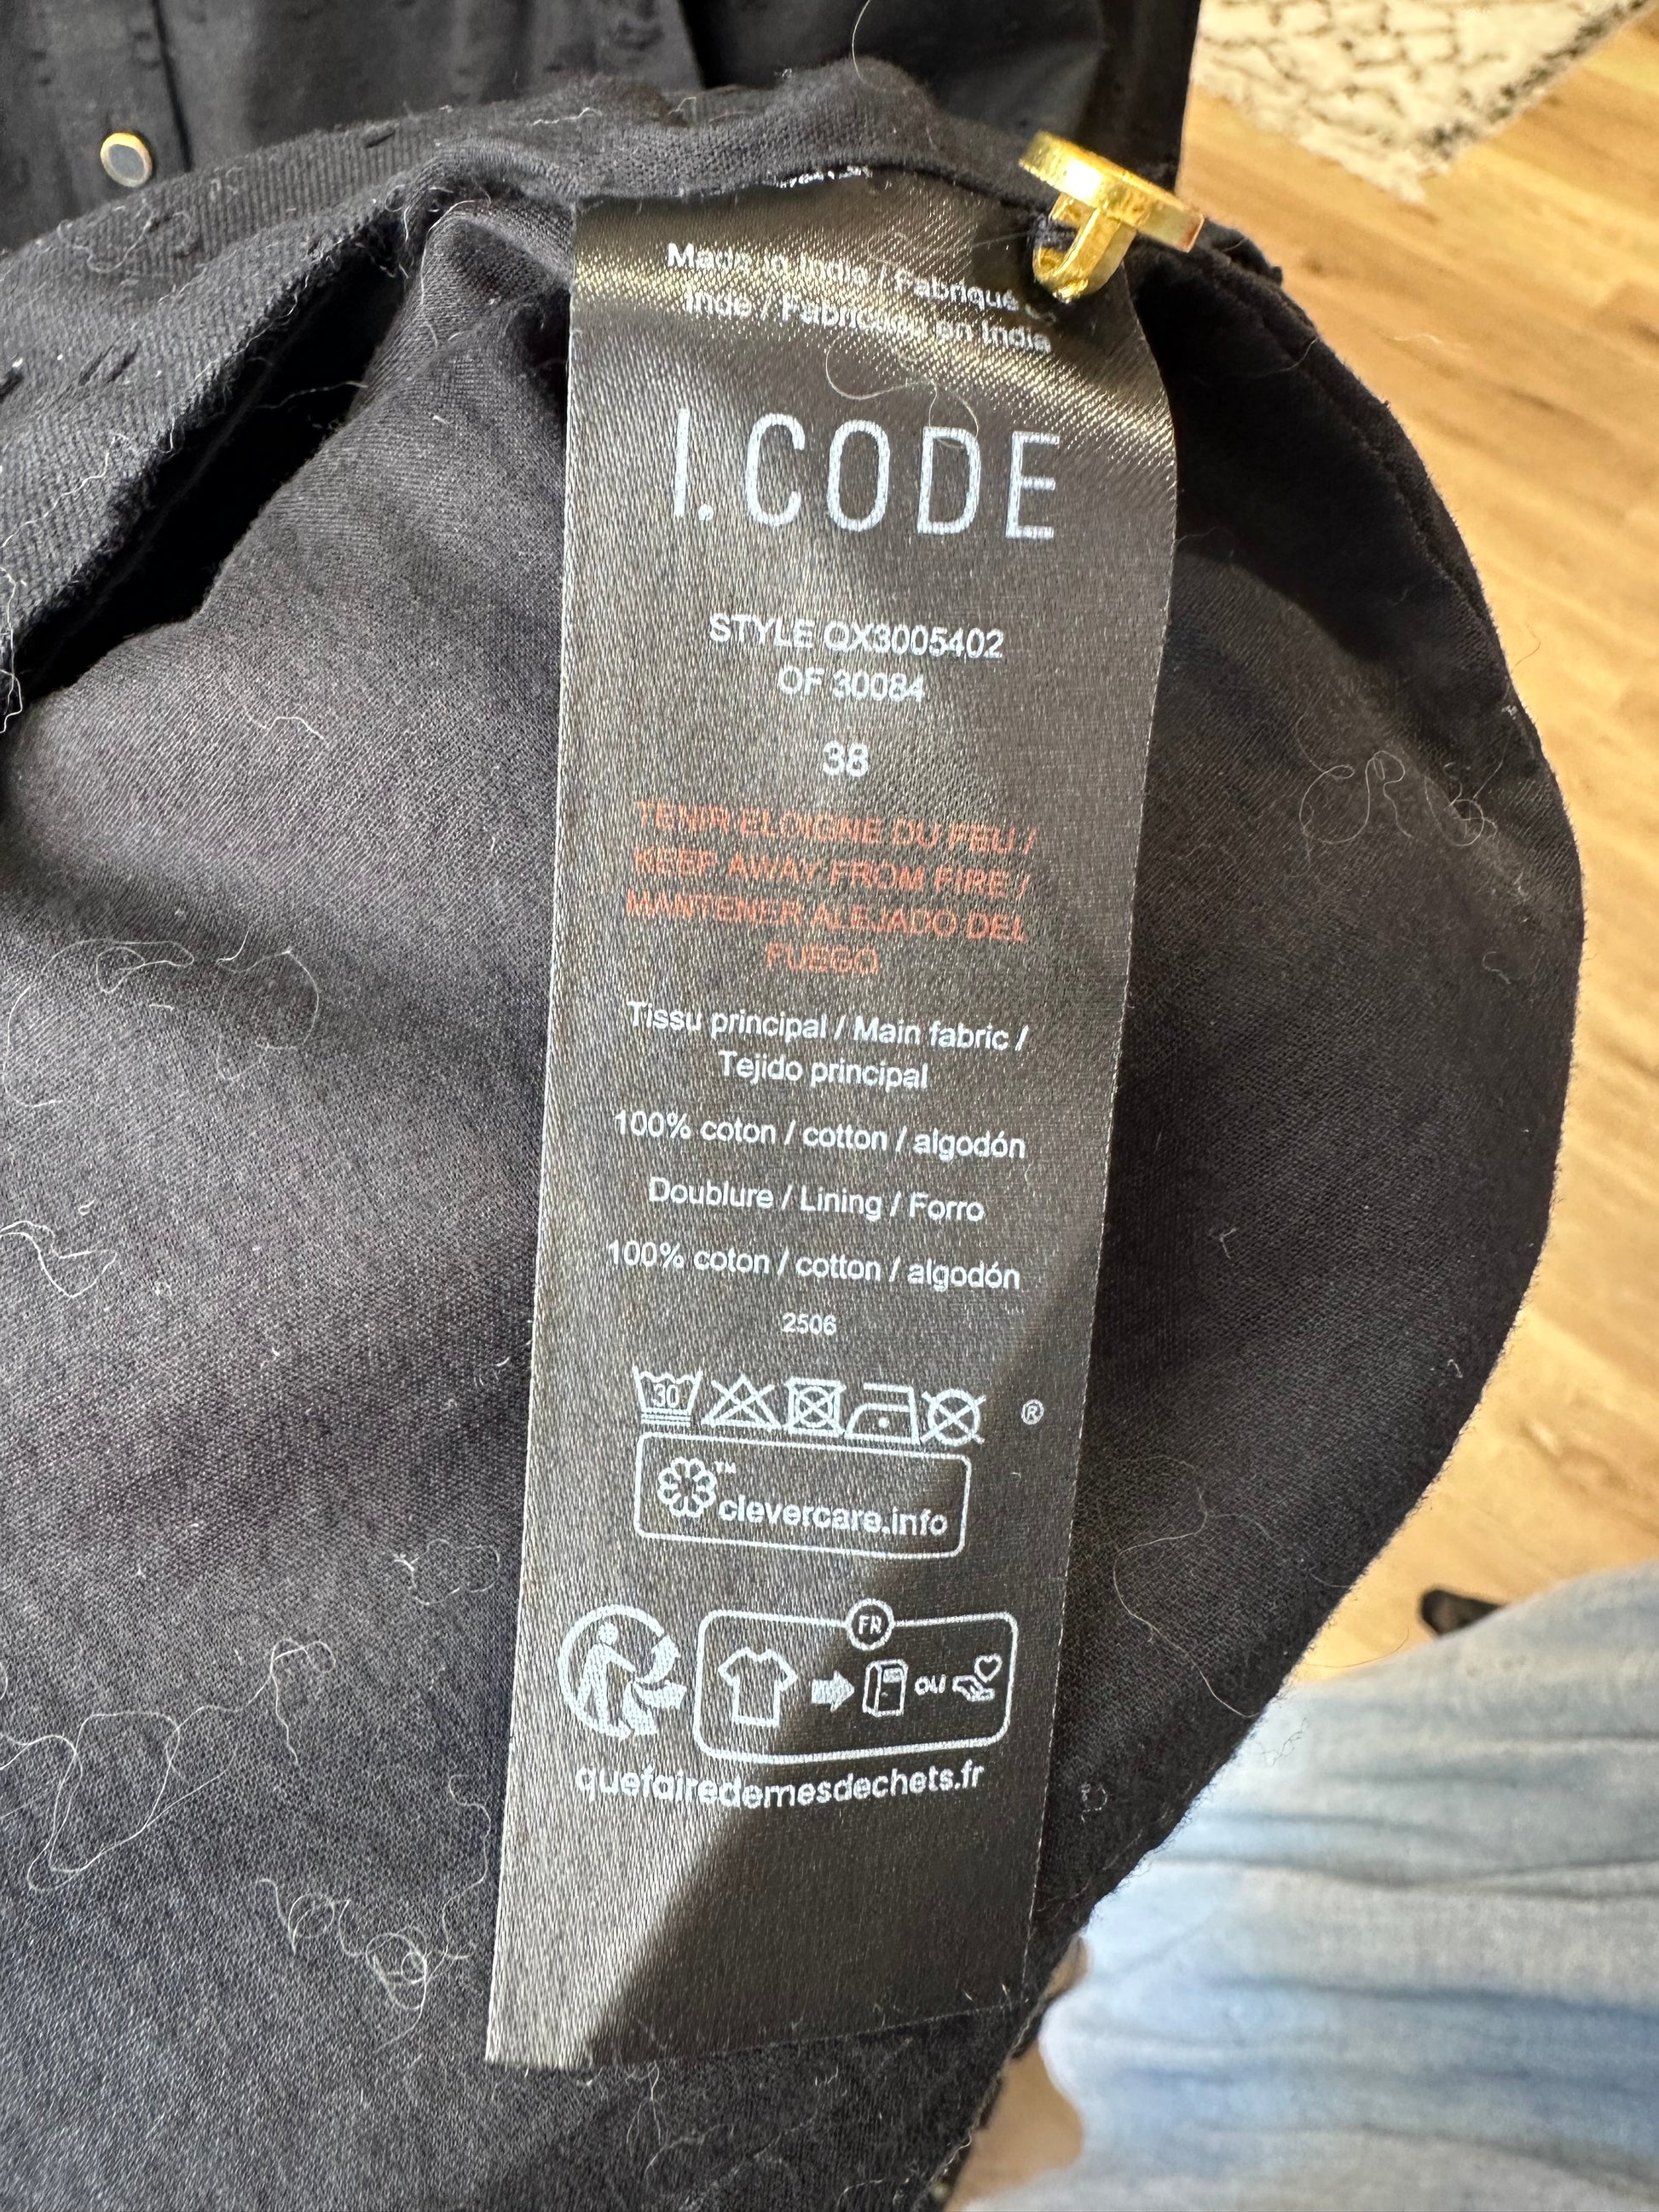 Made in India / Fabriqué
Inde / Fabricado en India
I.CODE
STYLE QX3005402
OF 30084
38
TENIR ELOIGNE DU FEU /
KEEP AWAY FROM FIRE /
MANTENER ALEJADO DEL
FUEGO
Tissu principal / Main fabric /
Tejido principal
100% coton / cotton / algodón
Doublure / Lining / Forro
100% coton / cotton / algodón
2506
30
®
™
clevercare.info
FR
OU
quefairedemesdechets.fr